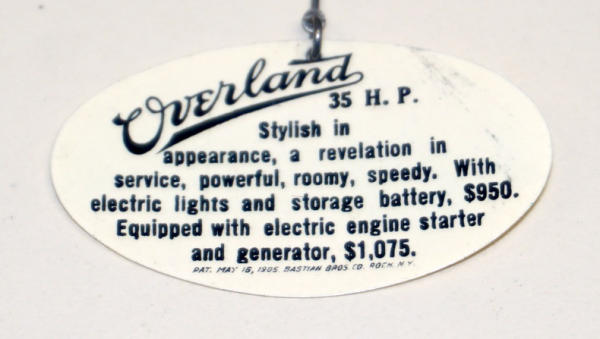 Overland
35 H. P.
Stylish in
appearance, a revelation in
service, powerful, roomy, speedy. With
electric lights and storage battery, $950.
Equipped with electric engine starter
and generator, $1,075.
PAT. MAY 16, 1905 BASTIAN BROS. CO. ROCH. N.Y.